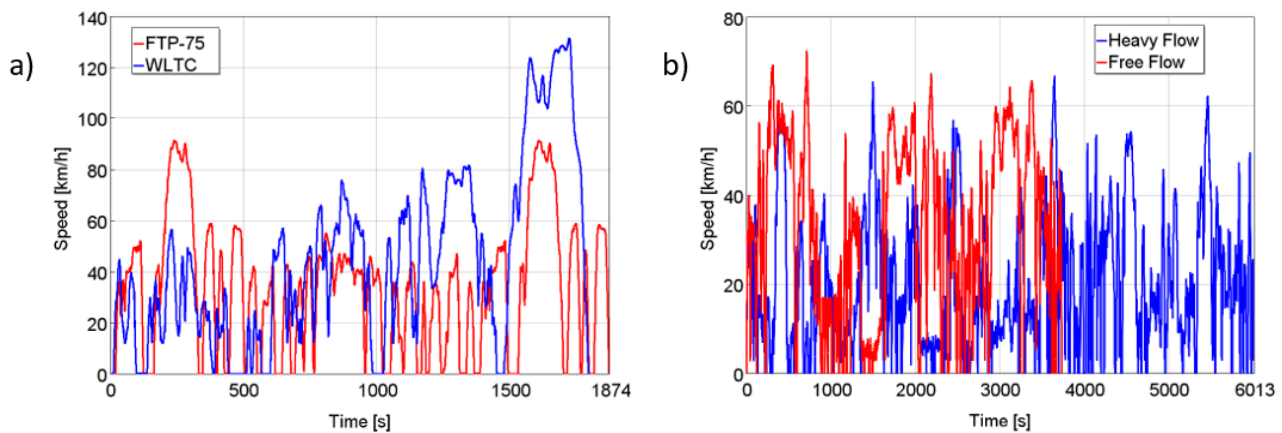 a)
140
120
100
80
60
40
20
0
Speed [km/h]
FTP-75
WLTC
0
500
1000
1500
1874
Time [s]
b)
80
60
40
20
0
Speed [km/h]
Heavy Flow
Free Flow
0
1000
2000
3000
4000
5000
6013
Time [s]